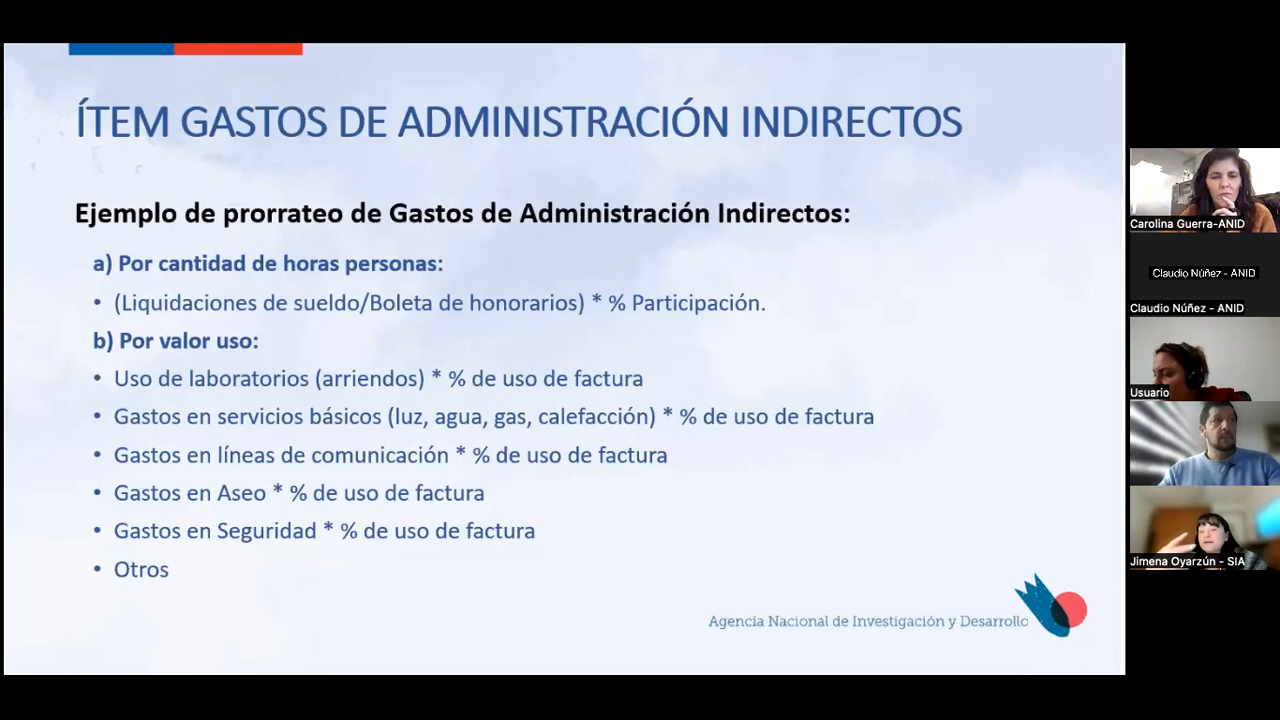 ÍTEM GASTOS DE ADMINISTRACIÓN INDIRECTOS
Ejemplo de prorrateo de Gastos de Administración Indirectos:
a) Por cantidad de horas personas:
• (Liquidaciones de sueldo/Boleta de honorarios) * % Participación.
b) Por valor uso:
• Uso de laboratorios (arriendos) * % de uso de factura
• Gastos en servicios básicos (luz, agua, gas, calefacción) * % de uso de factura
• Gastos en líneas de comunicación * % de uso de factura
• Gastos en Aseo * % de uso de factura
• Gastos en Seguridad * % de uso de factura
• Otros
Agencia Nacional de Investigación y Desarrollo
Carolina Guerra-ANID
Claudio Núñez - ANID
Claudio Núñez - ANID
Usuario
Jimena Oyarzún - SIA